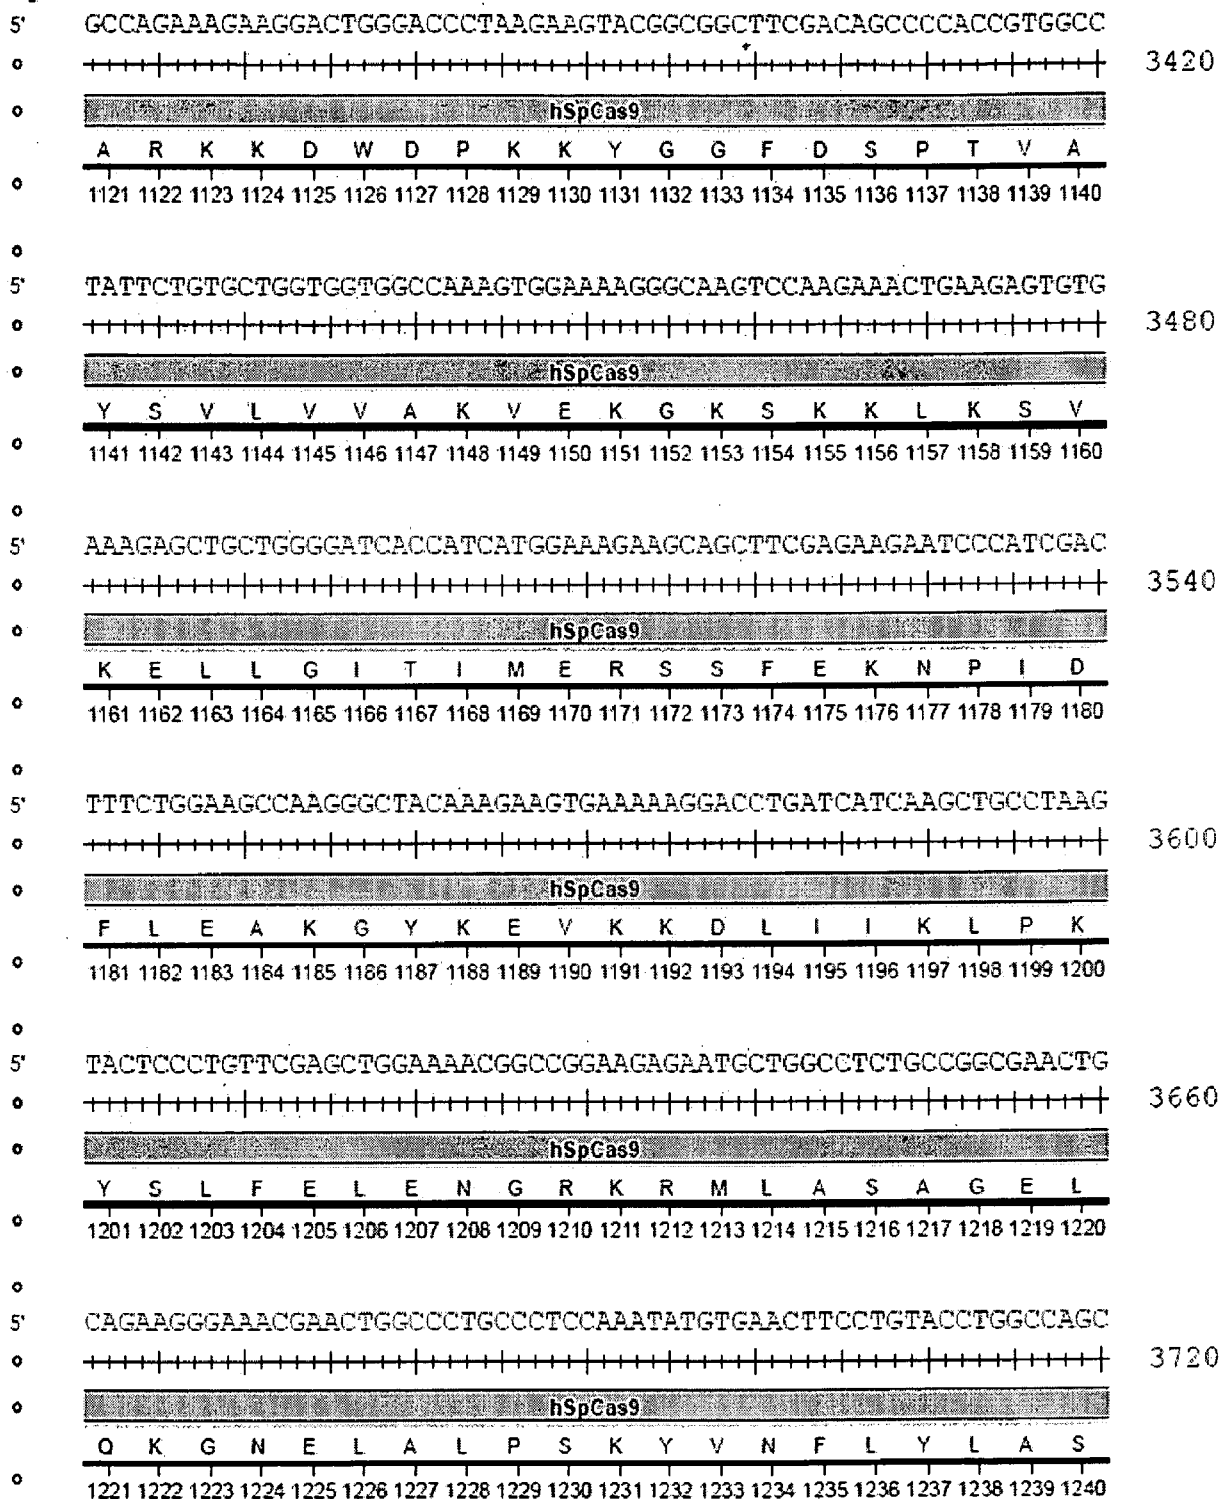 5' GCCAGAAAGAAGGACTGGGACCCTAAGAAGTACGGCGGCTTCGACAGCCCCACCGTGGCC
3420
hSpCas9
A R K K D W D P K K Y G G F D S P T V A
1121 1122 1123 1124 1125 1126 1127 1128 1129 1130 1131 1132 1133 1134 1135 1136 1137 1138 1139 1140
5' TATTCTGTGCTGGTGGTGGCCAAAGTGGAAAAGGGCAAGTCCAAGAAACTGAAGAGTGTG
3480
hSpCas9
Y S V L V V A K V E K G K S K K L K S V
1141 1142 1143 1144 1145 1146 1147 1148 1149 1150 1151 1152 1153 1154 1155 1156 1157 1158 1159 1160
5' AAAGAGCTGCTGGGGATCACCATCATGGAAAGAAGCAGCTTCGAGAAGAATCCCATCGAC
3540
hSpCas9
K E L L G I T I M E R S S F E K N P I D
1161 1162 1163 1164 1165 1166 1167 1168 1169 1170 1171 1172 1173 1174 1175 1176 1177 1178 1179 1180
5' TTTCTGGAAGCCAAGGGCTACAAAGAAGTGAAAAAGGACCTGATCATCAAGCTGCCTAAG
3600
hSpCas9
F L E A K G Y K E V K K D L I I K L P K
1181 1182 1183 1184 1185 1186 1187 1188 1189 1190 1191 1192 1193 1194 1195 1196 1197 1198 1199 1200
5' TACTCCCTGTTCGAGCTGGAAAACGGCCGGAAGAGAATGCTGGCCTCTGCCGGCGAACTG
3660
hSpCas9
Y S L F E L E N G R K R M L A S A G E L
1201 1202 1203 1204 1205 1206 1207 1208 1209 1210 1211 1212 1213 1214 1215 1216 1217 1218 1219 1220
5' CAGAAGGGAAACGAACTGGCCCTGCCCTCCAAATATGTGAACTTCCTGTACCTGGCCAGC
3720
hSpCas9
Q K G N E L A L P S K Y V N F L Y L A S
1221 1222 1223 1224 1225 1226 1227 1228 1229 1230 1231 1232 1233 1234 1235 1236 1237 1238 1239 1240